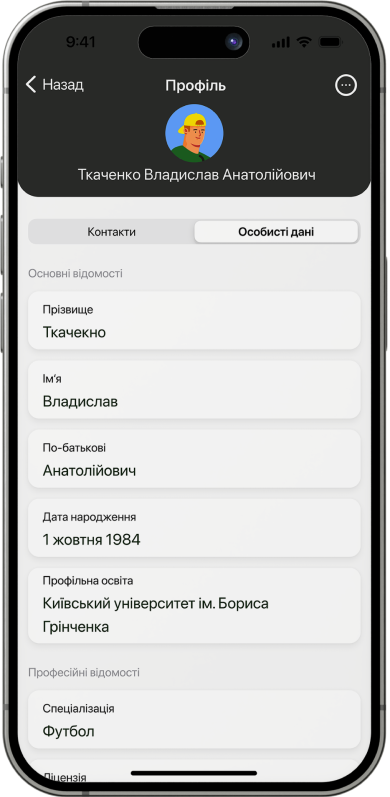 9:41
Назад
Профіль
Ткаченко Владислав Анатолійович
Контакти
Особисті дані
Основні відомості
Прізвище
Ткачекно
Ім'я
Владислав
По-батькові
Анатолійович
Дата народження
1 жовтня 1984
Профільна освіта
Київський університет ім. Бориса
Грінченка
Професійні відомості
Спеціалізація
Футбол
Ліцензія